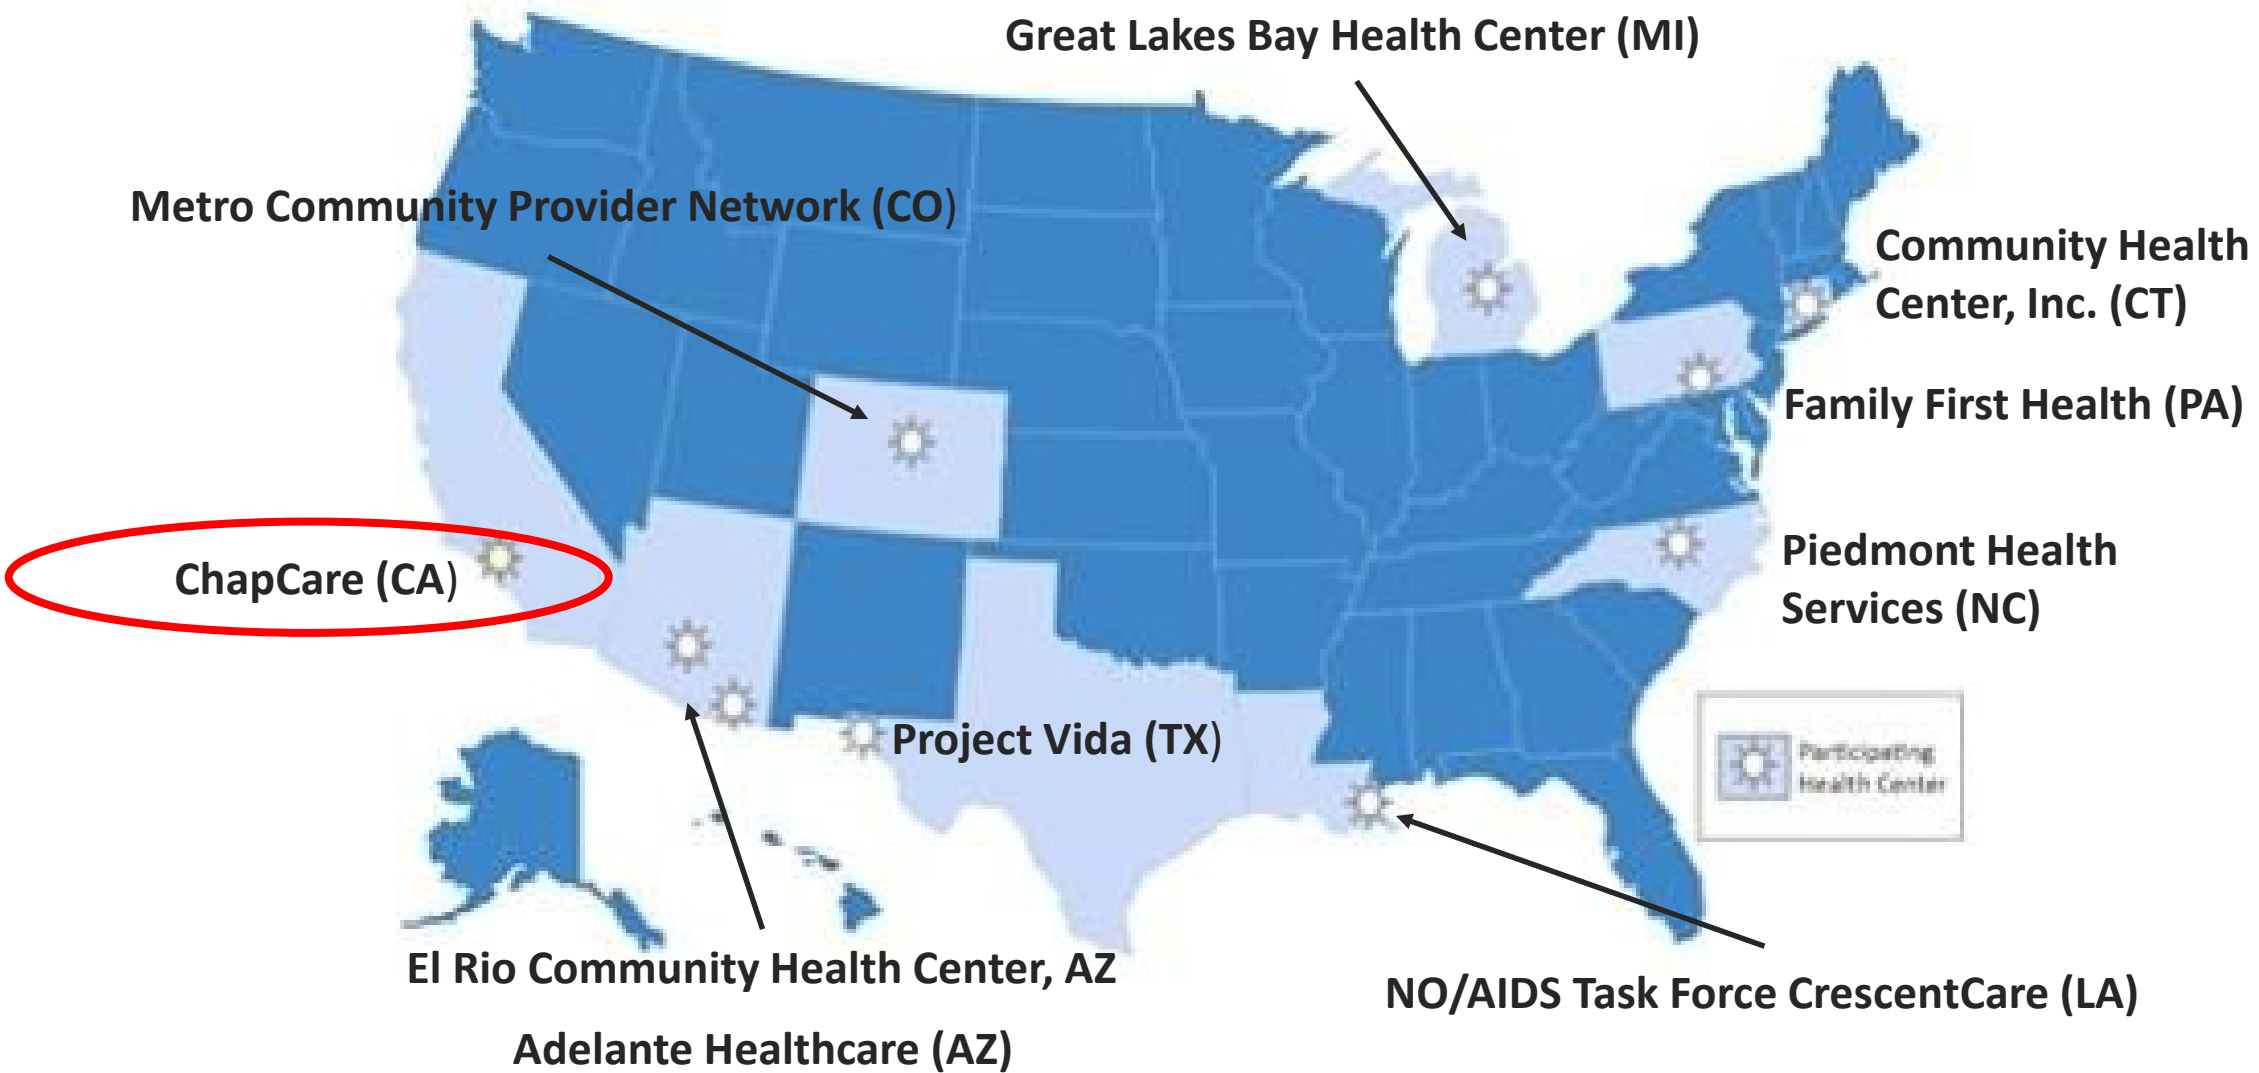 Great Lakes Bay Health Center (MI)
Metro Community Provider Network (CO)
Community Health
Center, Inc. (CT)
Family First Health (PA)
ChapCare (CA)
Piedmont Health
Services (NC)
Project Vida (TX)
Participating
Health Center
El Rio Community Health Center, AZ
Adelante Healthcare (AZ)
NO/AIDS Task Force CrescentCare (LA)